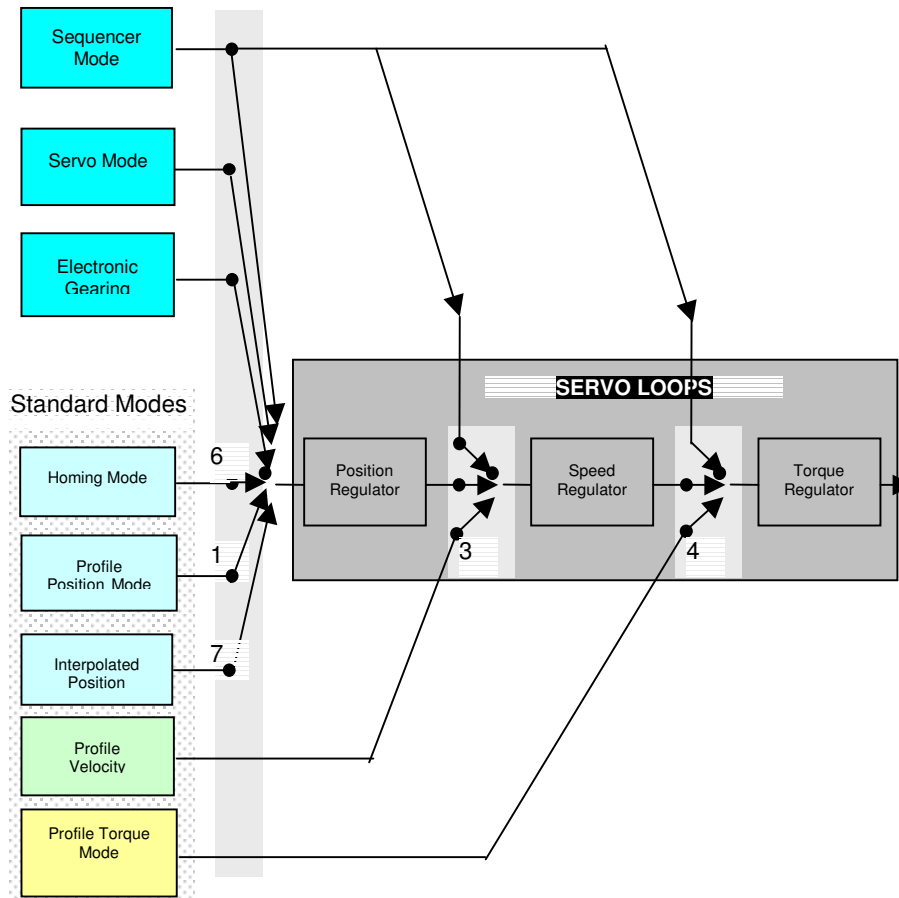 Sequencer
Mode
Servo Mode
Electronic
Gearing
SERVO LOOPS
Standard Modes
6
Homing Mode
Position
Regulator
Speed
Regulator
Torque
Regulator
1
3
4
Profile
Position Mode
7
Interpolated
Position
Profile
Velocity
Profile Torque
Mode